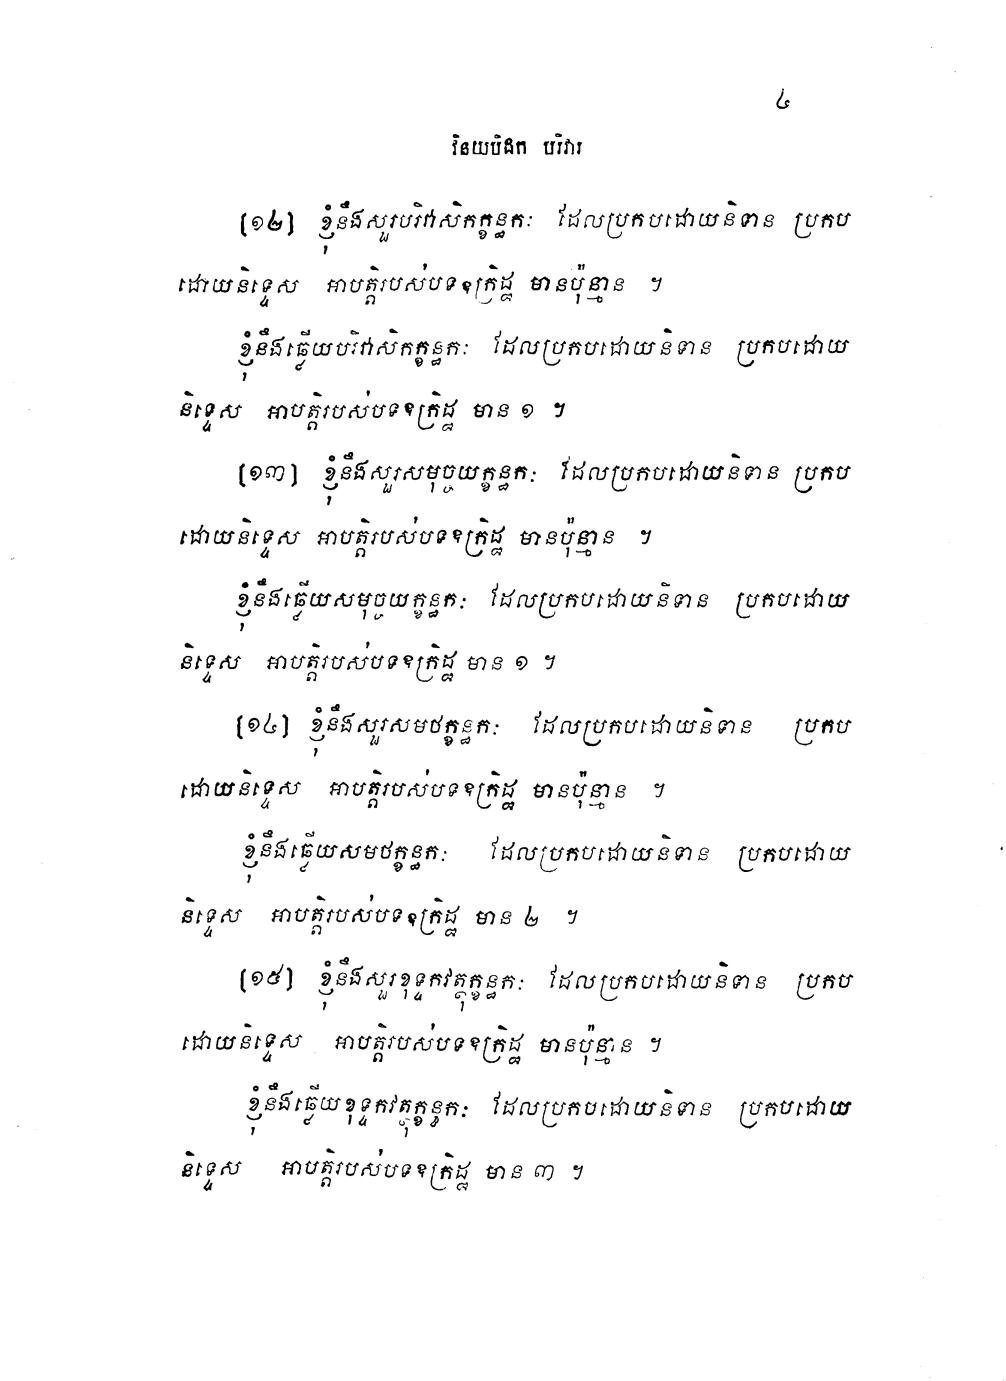 ៤
វិនយបិដក បរិវារ
[១២] ខ្ញុំនឹងសួរបរិវាសិកក្ខន្ធកៈ ដែលប្រកបដោយនិទាន ប្រកប
ដោយនិទ្ទេស អាបត្តិរបស់បទឧក្រិដ្ឋ មានប៉ុន្មាន ។
ខ្ញុំនឹងឆ្លើយបរិវាសិកក្ខន្ធកៈ ដែលប្រកបដោយនិទាន ប្រកបដោយ
និទ្ទេស អាបត្តិរបស់បទឧក្រិដ្ឋ មាន ១ ។
[១៣] ខ្ញុំនឹងសួរសមុច្ចយក្ខន្ធកៈ ដែលប្រកបដោយនិទាន ប្រកប
ដោយនិទ្ទេស អាបត្តិរបស់បទឧក្រិដ្ឋ មានប៉ុន្មាន ។
ខ្ញុំនឹងឆ្លើយសមុច្ចយក្ខន្ធកៈ ដែលប្រកបដោយនិទាន ប្រកបដោយ
និទ្ទេស អាបត្តិរបស់បទឧក្រិដ្ឋ មាន ១ ។
[១៤] ខ្ញុំនឹងសួរសមថក្ខន្ធកៈ ដែលប្រកបដោយនិទាន ប្រកប
ដោយនិទ្ទេស អាបត្តិរបស់បទឧក្រិដ្ឋ មានប៉ុន្មាន ។
ខ្ញុំនឹងឆ្លើយសមថក្ខន្ធកៈ ដែលប្រកបដោយនិទាន ប្រកបដោយ
និទ្ទេស អាបត្តិរបស់បទឧក្រិដ្ឋ មាន ២ ។
[១៥] ខ្ញុំនឹងសួរខុទ្ទកវត្ថុក្ខន្ធកៈ ដែលប្រកបដោយនិទាន ប្រកប
ដោយនិទ្ទេស អាបត្តិរបស់បទឧក្រិដ្ឋ មានប៉ុន្មាន ។
ខ្ញុំនឹងឆ្លើយខុទ្ទកវត្ថុក្ខន្ធកៈ ដែលប្រកបដោយនិទាន ប្រកបដោយ
និទ្ទេស អាបត្តិរបស់បទឧក្រិដ្ឋ មាន ៣ ។